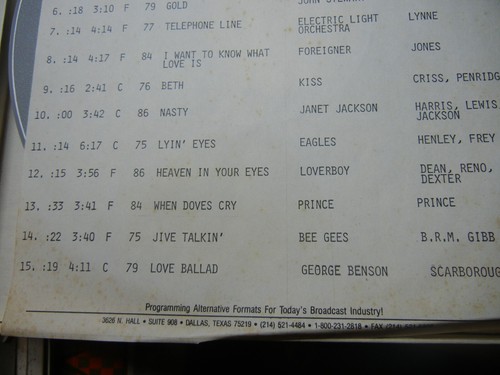 6. :18 3:10 F 79 GOLD
7. :14 4:14 F 77 TELEPHONE LINE ELECTRIC LIGHT ORCHESTRA LYNNE
8. :14 4:17 F 84 I WANT TO KNOW WHAT LOVE IS FOREIGNER JONES
9. :16 2:41 C 76 BETH KISS CRISS, PENRIDG
10. :00 3:42 C 86 NASTY JANET JACKSON HARRIS, LEWIS JACKSON
11. :14 6:17 C 75 LYIN' EYES EAGLES HENLEY, FREY
12. :15 3:56 F 86 HEAVEN IN YOUR EYES LOVERBOY DEAN, RENO, DEXTER
13. :33 3:41 F 84 WHEN DOVES CRY PRINCE PRINCE
14. :22 3:40 F 75 JIVE TALKIN' BEE GEES B.R.M. GIBB
15. :19 4:11 C 79 LOVE BALLAD GEORGE BENSON SCARBOROUG
Programming Alternative Formats For Today's Broadcast Industry!
3626 N. HALL • SUITE 908 • DALLAS, TEXAS 75219 • (214) 521-4484 • 1-800-231-2818 • FAX (214)